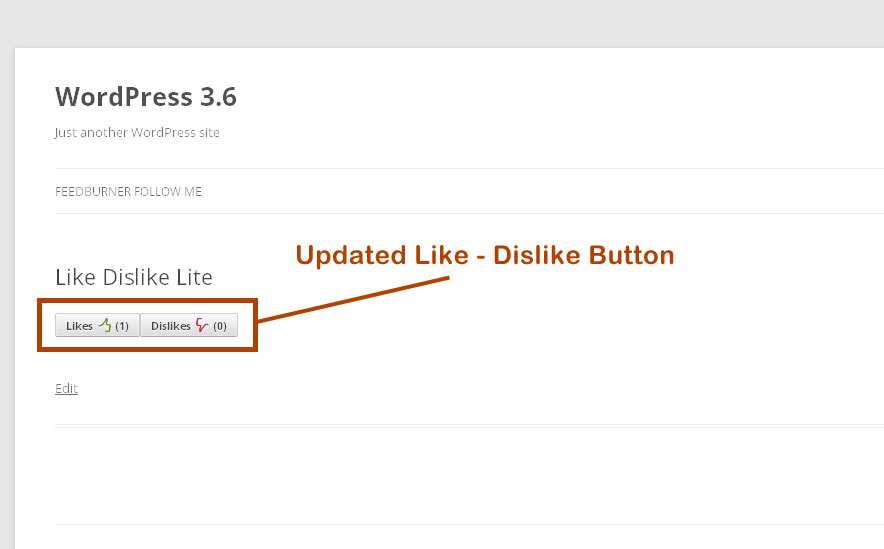 WordPress 3.6
Just another WordPress site
FEEDBURNER FOLLOW ME
Updated Like - Dislike Button
Like Dislike Lite
Likes (1) Dislikes (0)
Edit